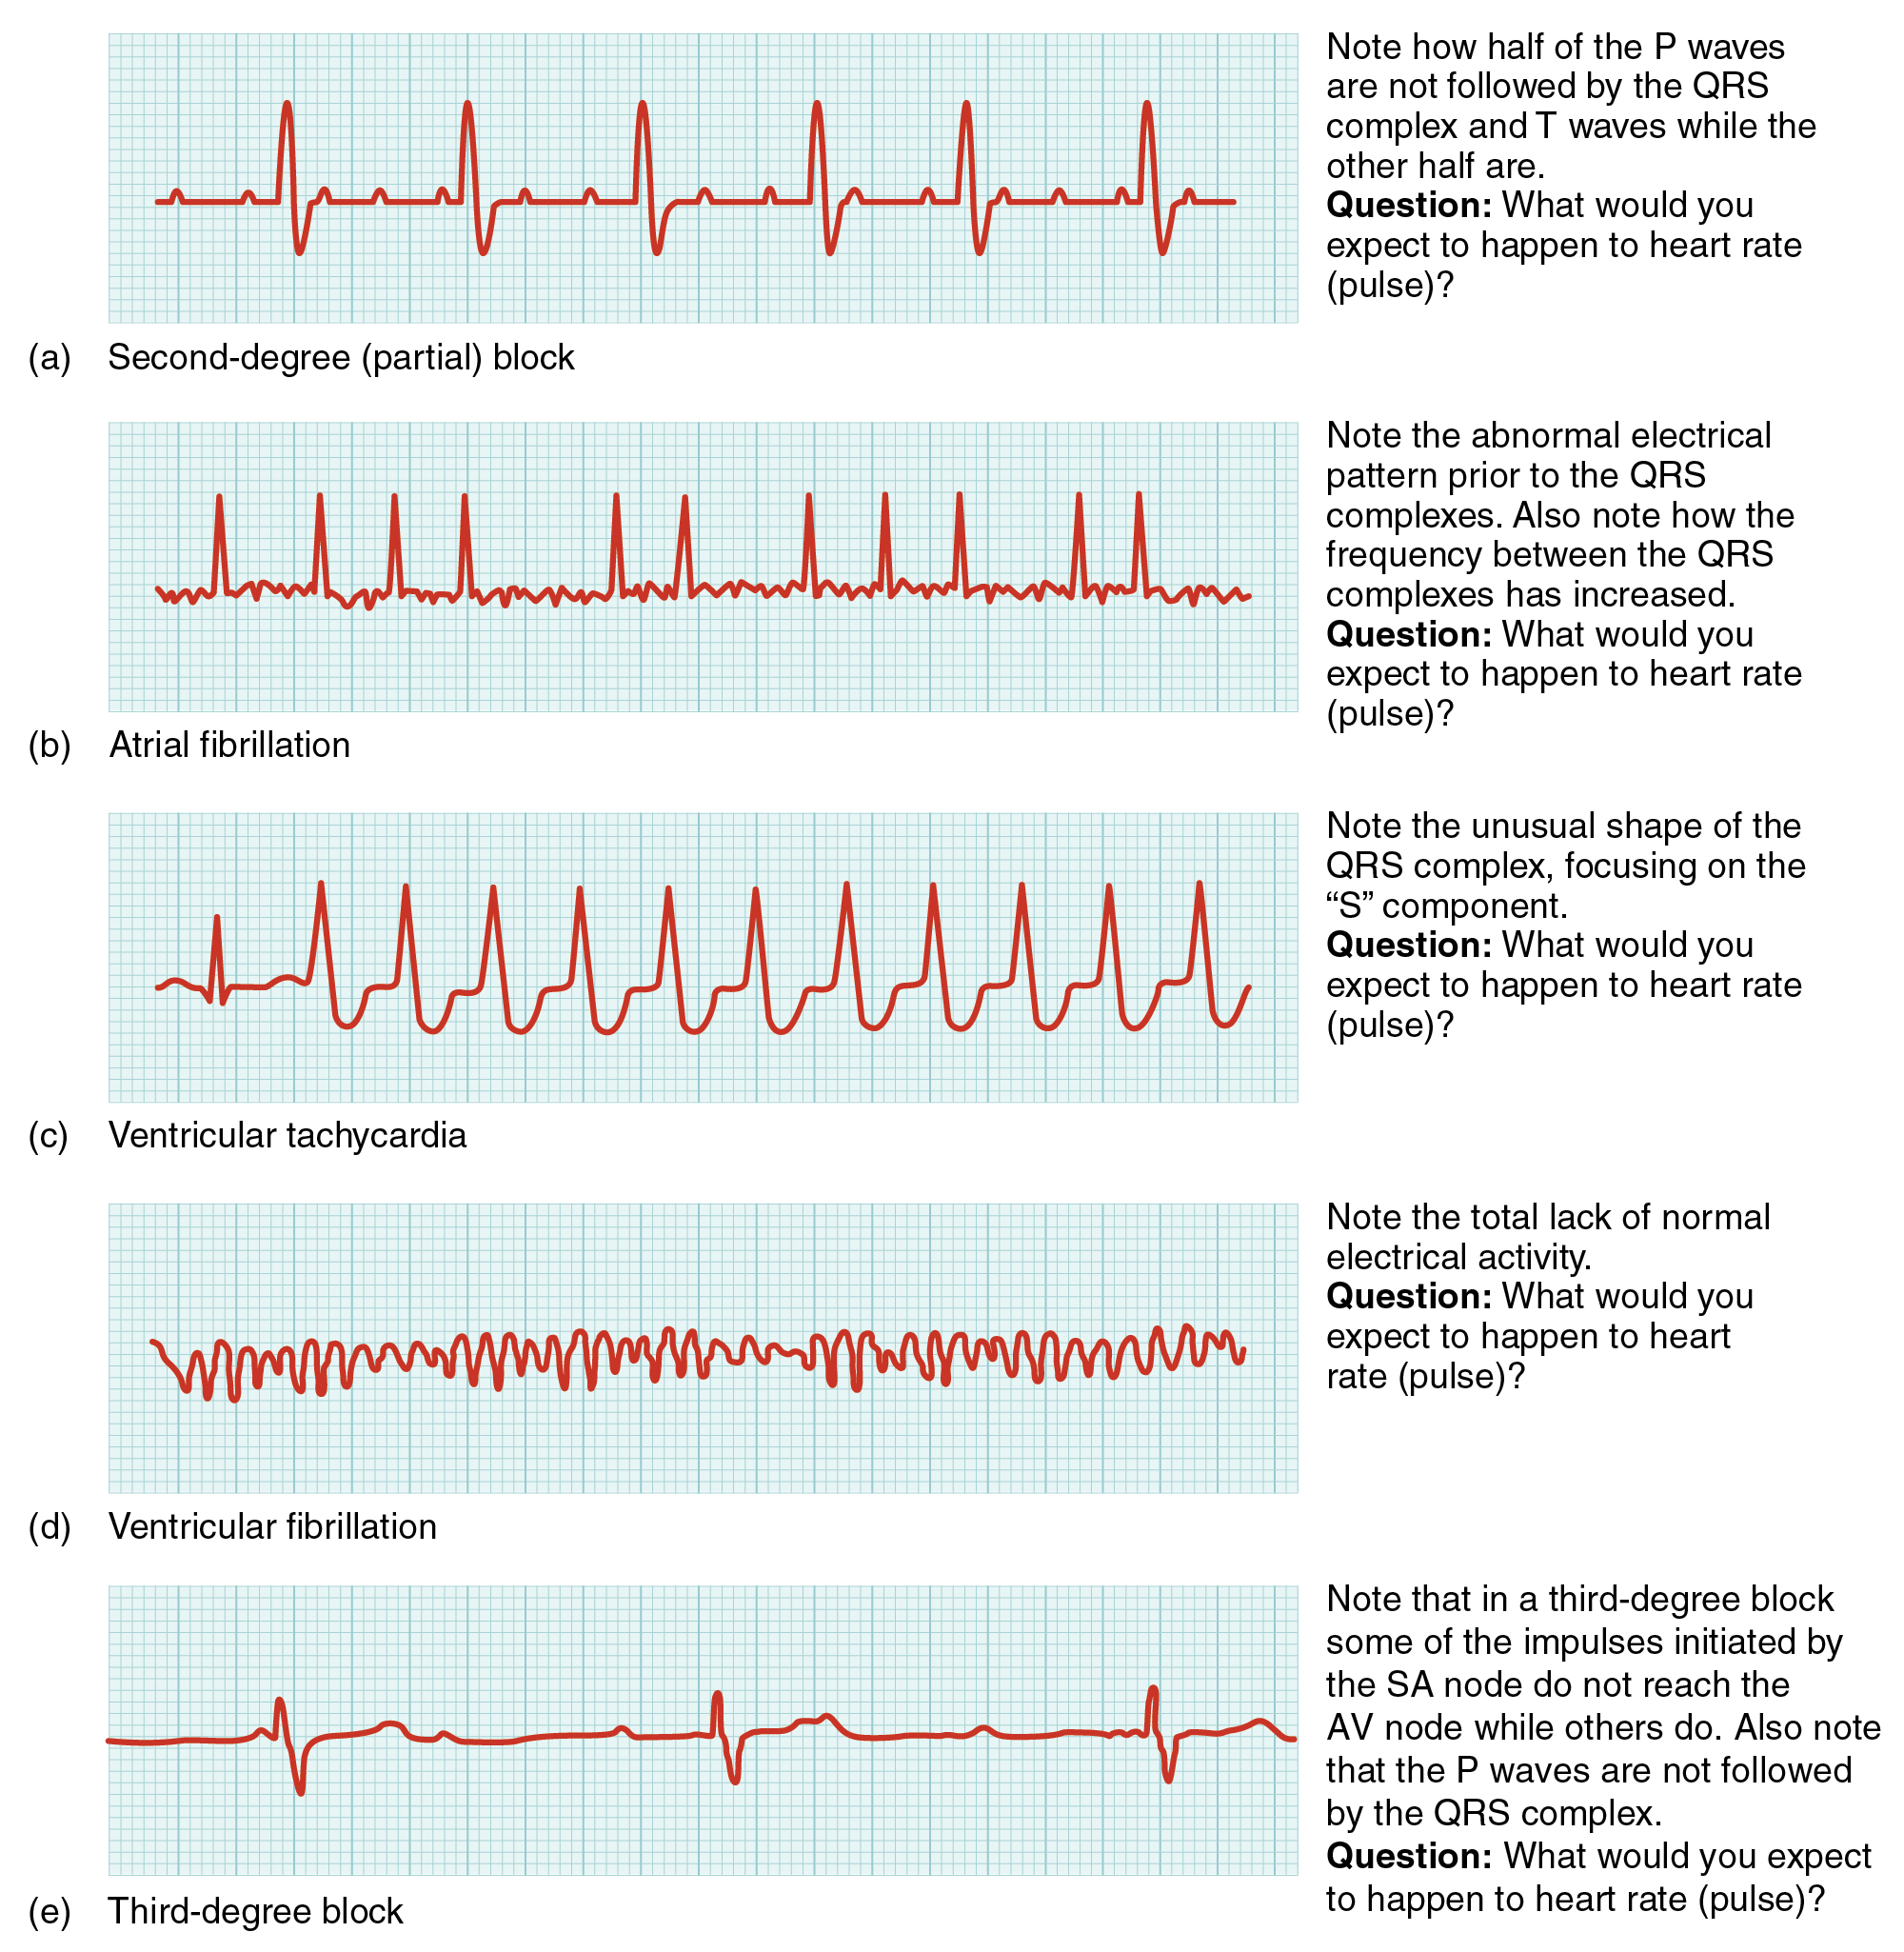 Note how half of the P waves
are not followed by the QRS
complex and T waves while the
other half are.
Question: What would you
expect to happen to heart rate
(pulse)?
(a) Second-degree (partial) block
Note the abnormal electrical
pattern prior to the QRS
complexes. Also note how the
frequency between the QRS
complexes has increased.
Question: What would you
expect to happen to heart rate
(pulse)?
(b) Atrial fibrillation
Note the unusual shape of the
QRS complex, focusing on the
“S” component.
Question: What would you
expect to happen to heart rate
(pulse)?
(c) Ventricular tachycardia
Note the total lack of normal
electrical activity.
Question: What would you
expect to happen to heart
rate (pulse)?
(d) Ventricular fibrillation
Note that in a third-degree block
some of the impulses initiated by
the SA node do not reach the
AV node while others do. Also note
that the P waves are not followed
by the QRS complex.
Question: What would you expect
to happen to heart rate (pulse)?
(e) Third-degree block